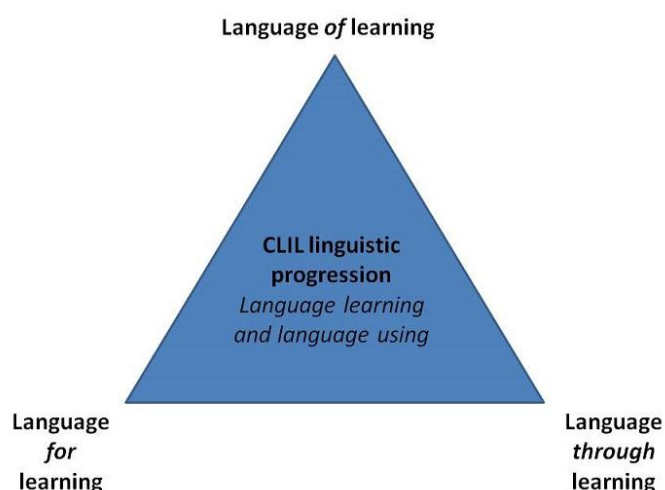 Language of learning
CLIL linguistic
progression
Language learning
and language using
Language
for
learning
Language
through
learning